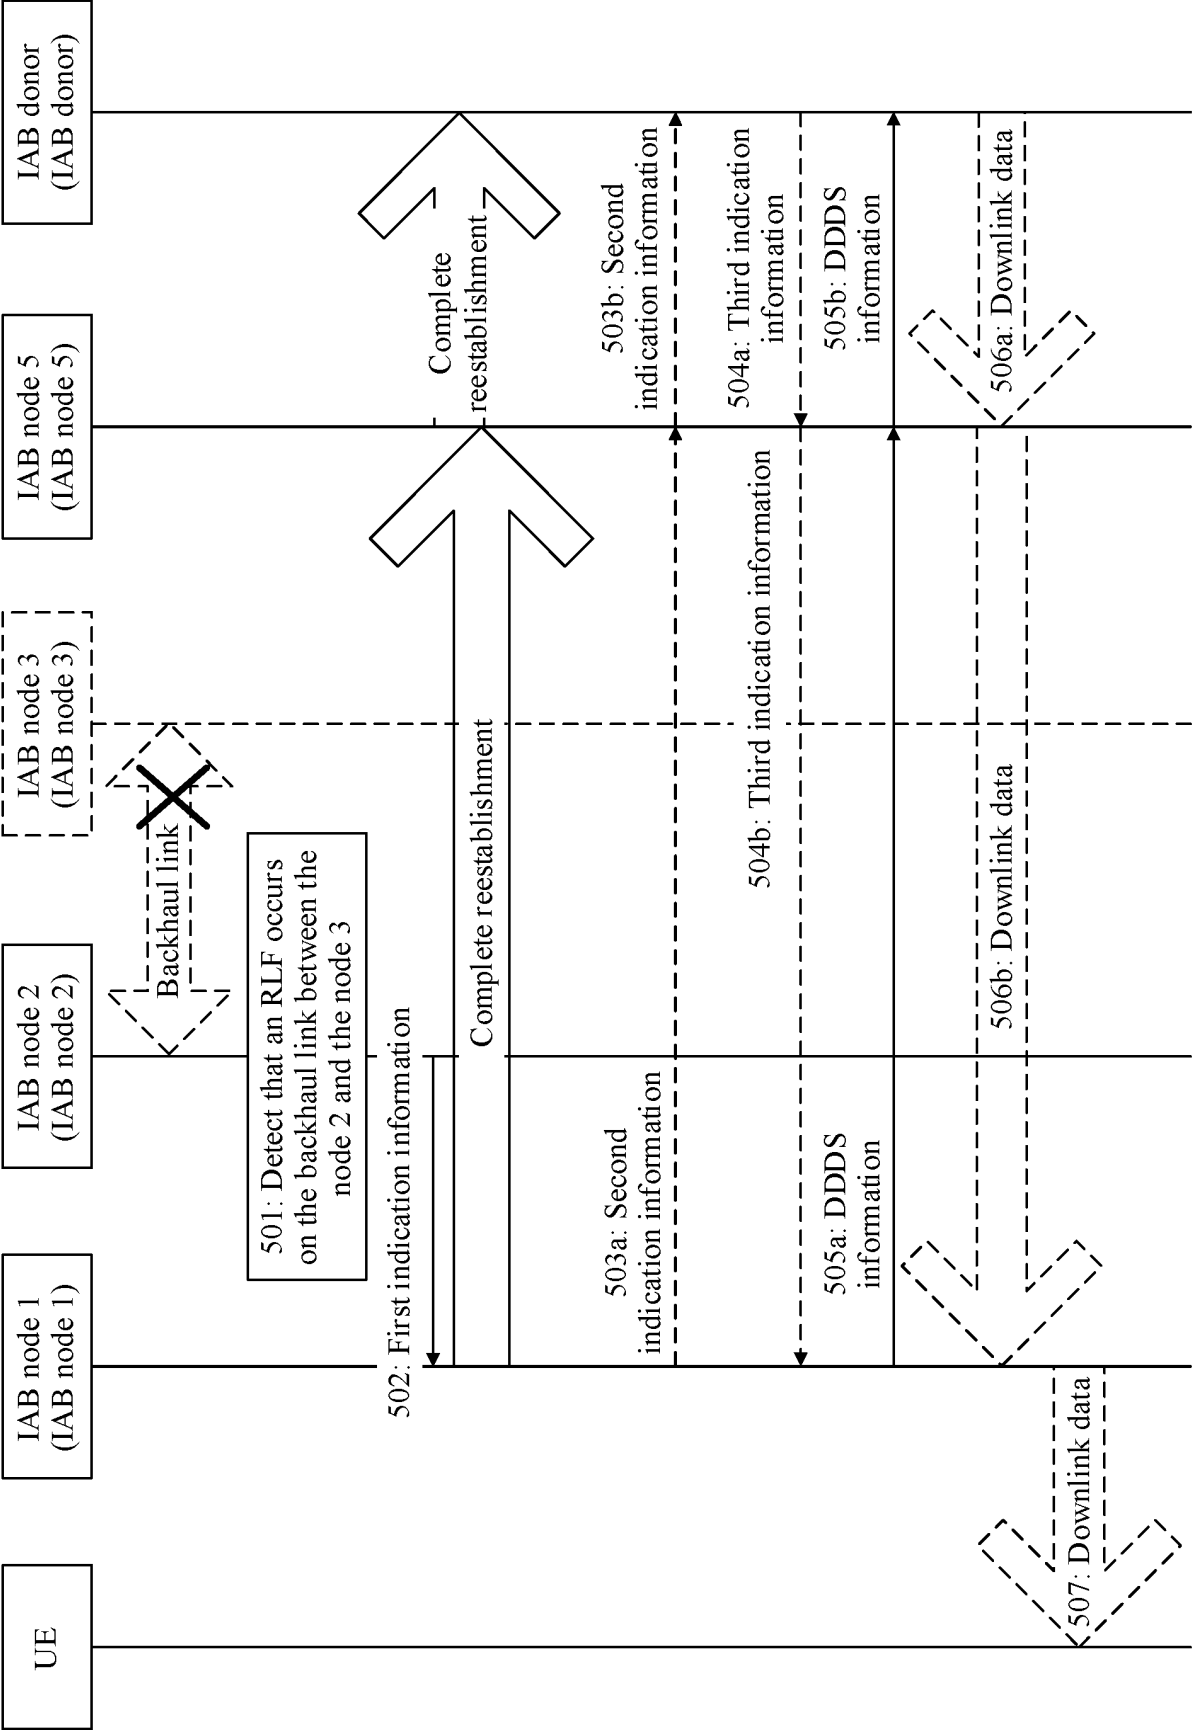 UE
IAB node 1
(IAB node 1)
IAB node 2
(IAB node 2)
IAB node 3
(IAB node 3)
IAB node 5
(IAB node 5)
IAB donor
(IAB donor)
Backhaul link
501: Detect that an RLF occurs
on the backhaul link between the
node 2 and the node 3
502: First indication information
Complete reestablishment
Complete
reestablishment
503a: Second
indication information
503b: Second
indication information
504a: Third indication
information
504b: Third indication information
505a: DDDS
information
505b: DDDS
information
506a: Downlink data
506b: Downlink data
507: Downlink data